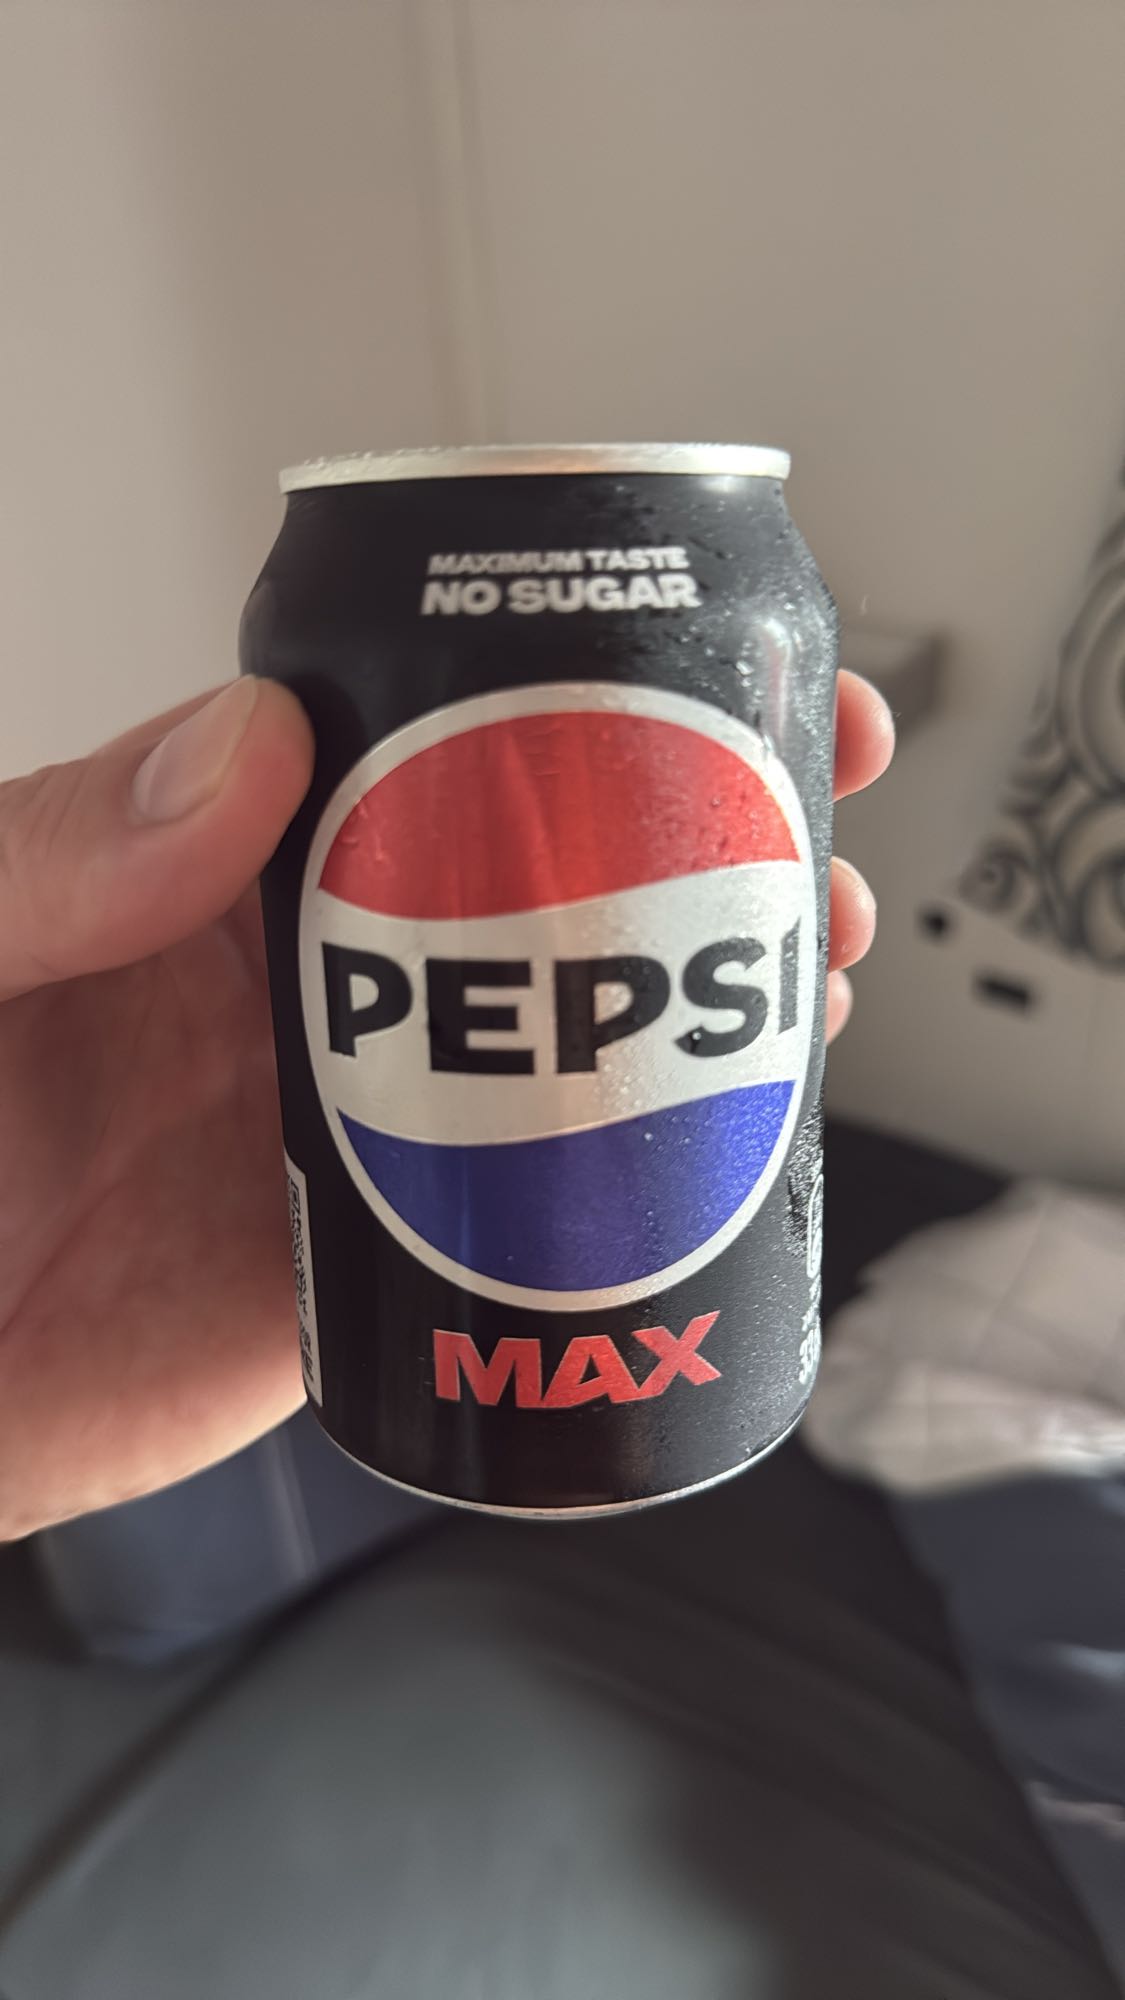 MAXIMUM TASTE
NO SUGAR
PEPSI
MAX